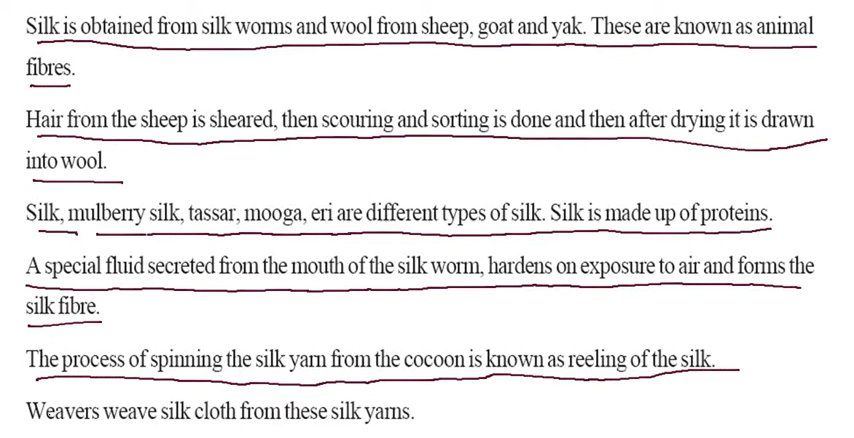 Silk is obtained from silk worms and wool from sheep, goat and yak. These are known as animal
fibres.
Hair from the sheep is sheared, then scouring and sorting is done and then after drying it is drawn
into wool.
Silk, mulberry silk, tassar, mooga, eri are different types of silk. Silk is made up of proteins.
A special fluid secreted from the mouth of the silk worm, hardens on exposure to air and forms the
silk fibre.
The process of spinning the silk yarn from the cocoon is known as reeling of the silk.
Weavers weave silk cloth from these silk yarns.